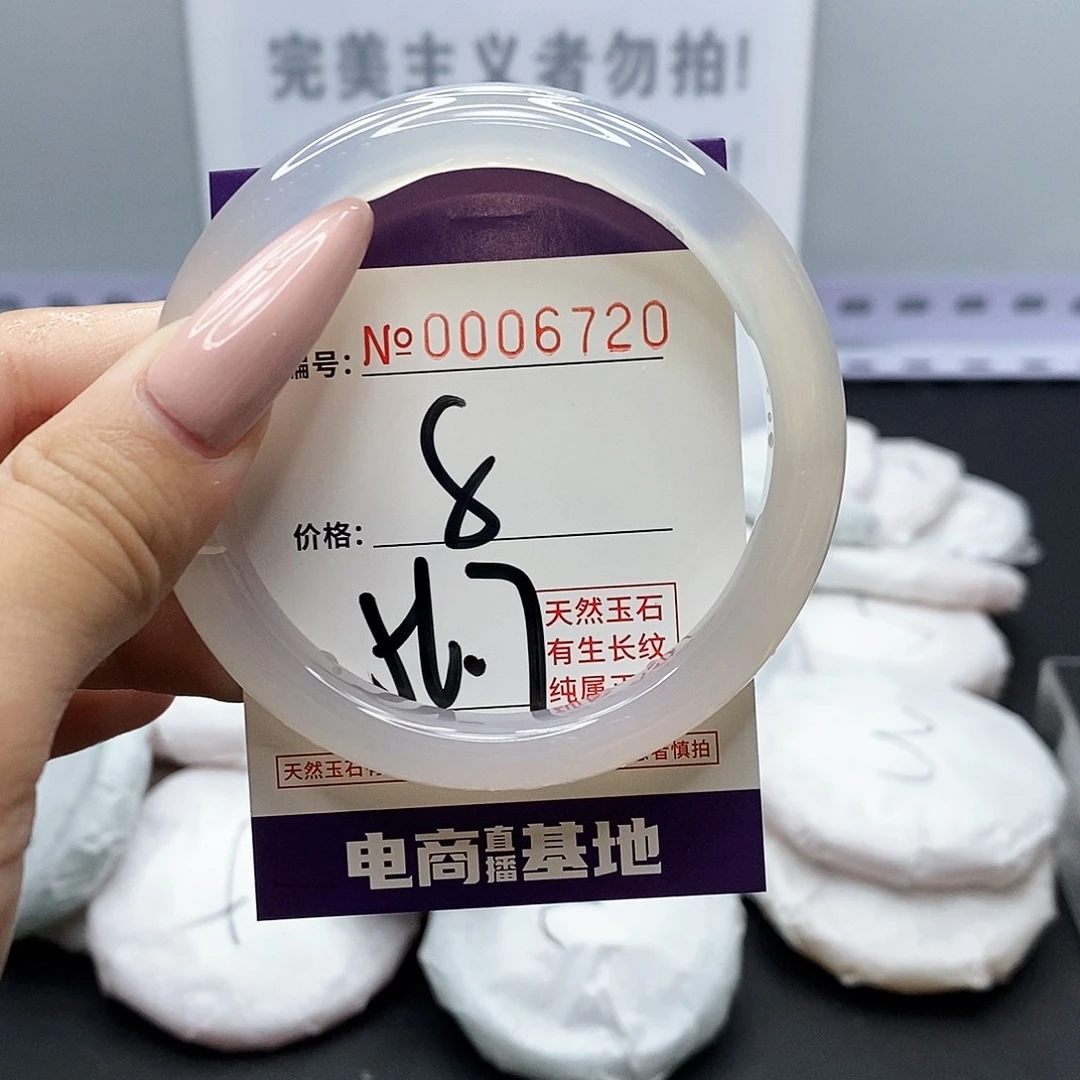 完美主义者勿拍!
编号: №0006720
价格: 8
天然玉石
有生长纹
纯属正
天然玉石有
者慎拍
电商直播基地